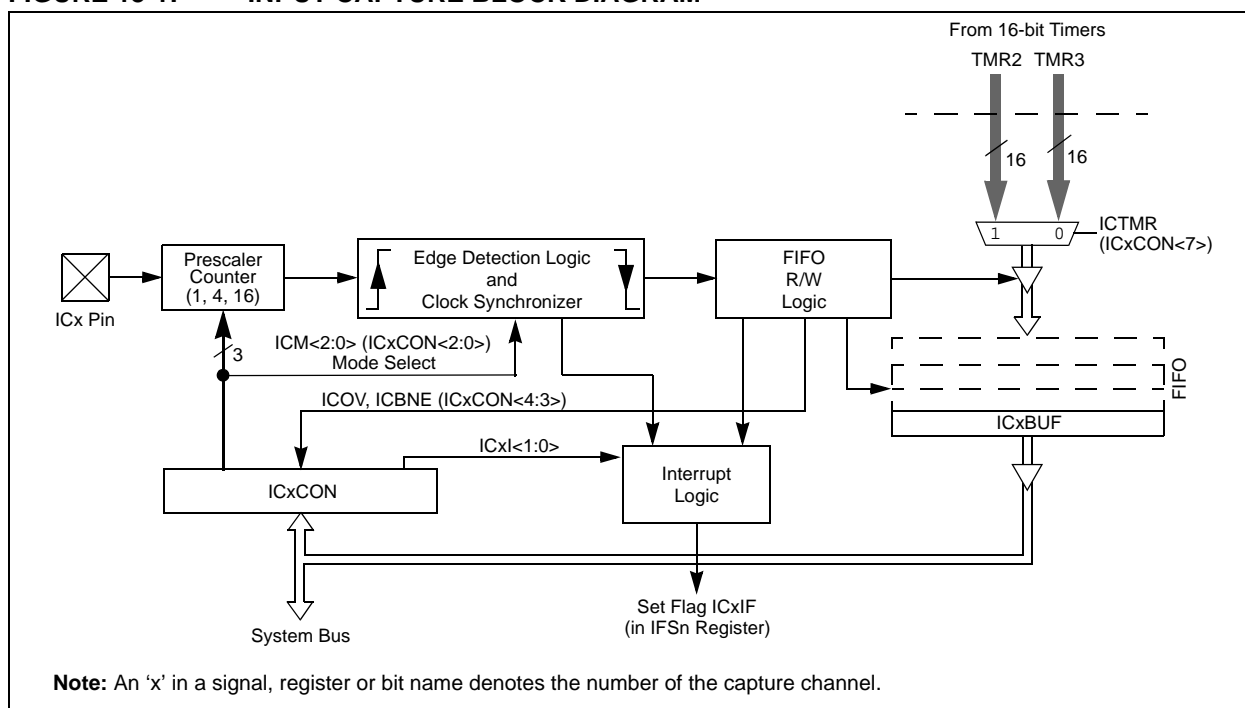 From 16-bit Timers
TMR2 TMR3
16 16
1 0
ICTMR
(ICxCON<7>)
Prescaler
Counter
(1, 4, 16)
Edge Detection Logic
and
Clock Synchronizer
FIFO
R/W
Logic
ICx Pin
3
ICM<2:0> (ICxCON<2:0>)
Mode Select
FIFO
ICOV, ICBNE (ICxCON<4:3>)
ICxBUF
ICxI<1:0>
Interrupt
Logic
ICxCON
Set Flag ICxIF
(in IFSn Register)
System Bus
Note: An ‘x’ in a signal, register or bit name denotes the number of the capture channel.